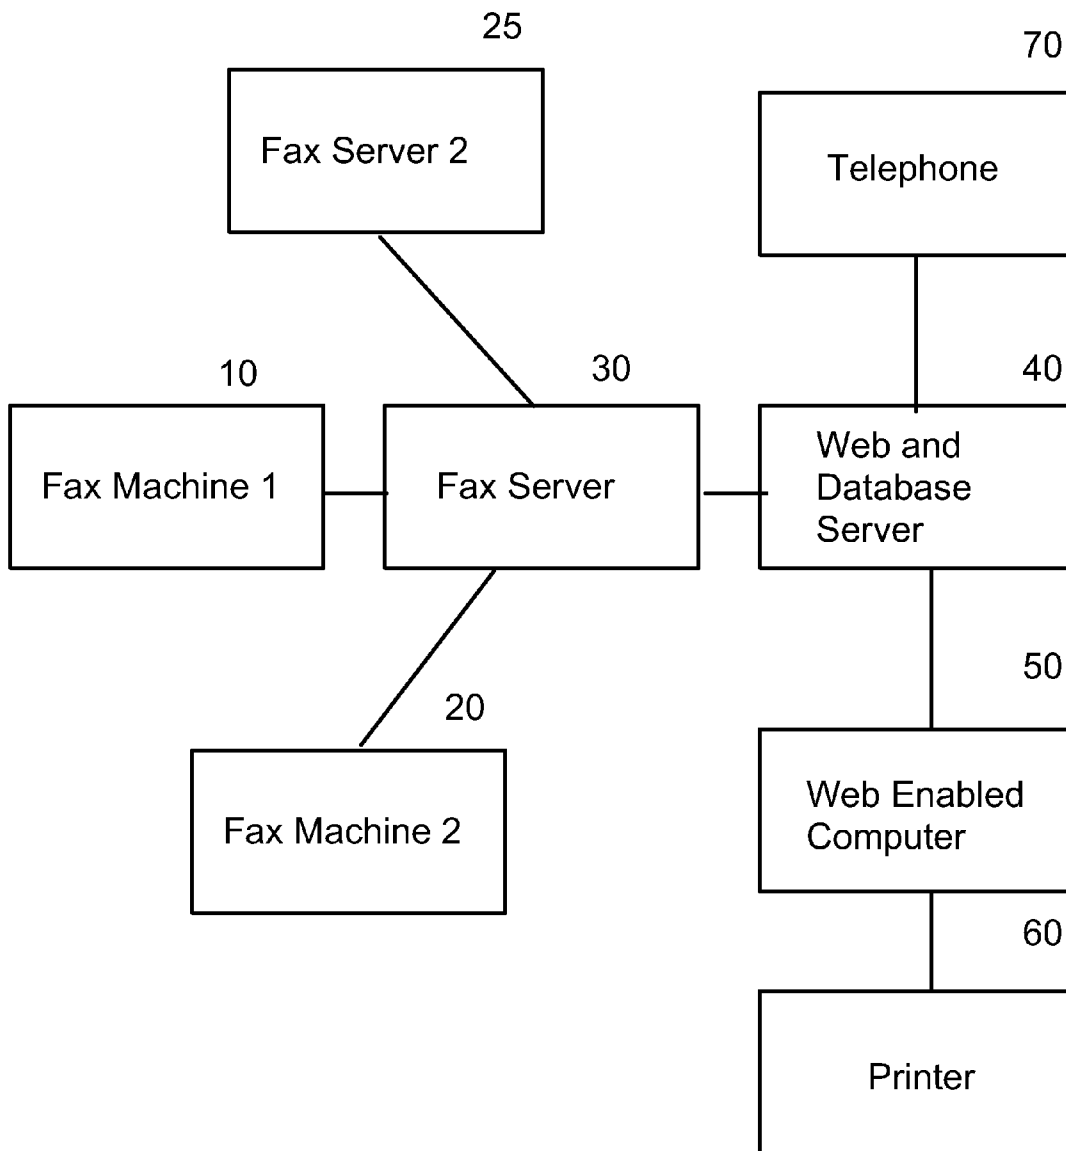 25
70
Fax Server 2
Telephone
10
30
40
Fax Machine 1
Fax Server
Web and
Database
Server
50
20
Web Enabled
Computer
Fax Machine 2
60
Printer